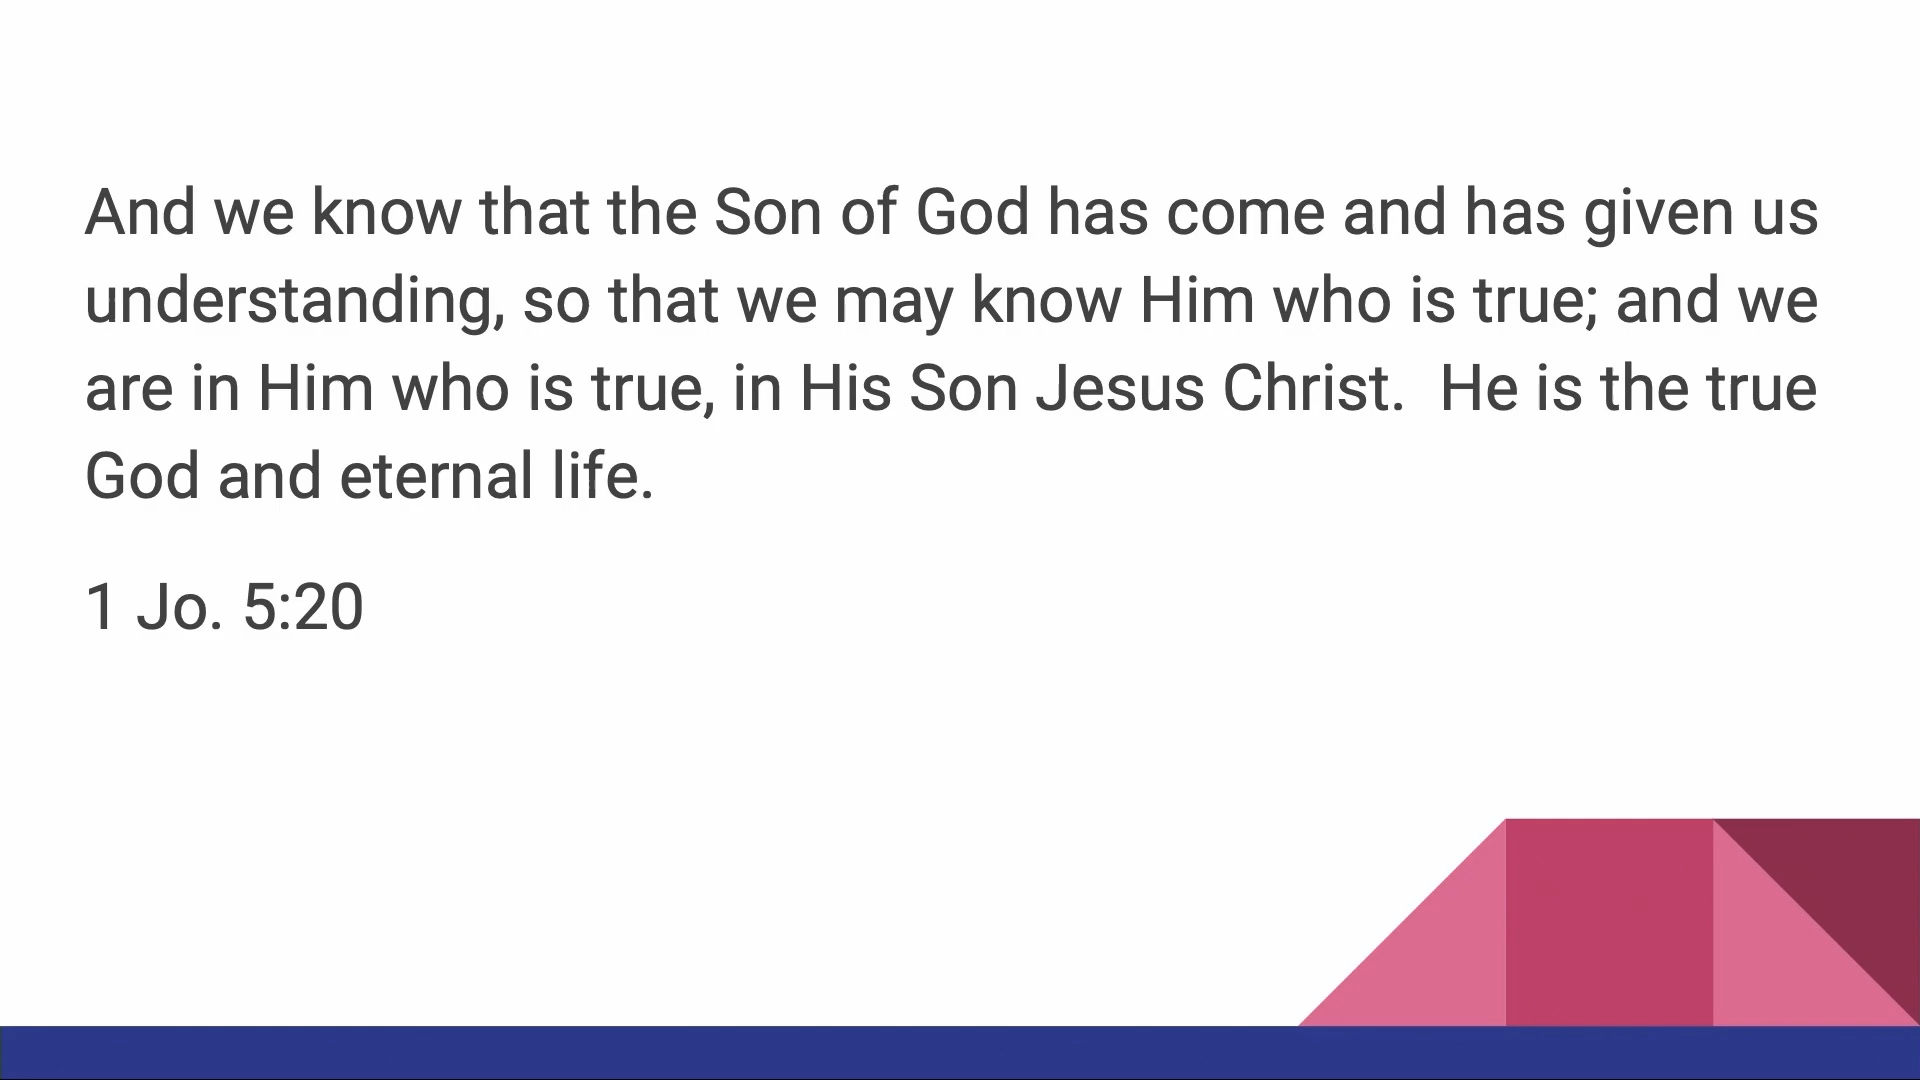 And we know that the Son of God has come and has given us
understanding, so that we may know Him who is true; and we
are in Him who is true, in His Son Jesus Christ.  He is the true
God and eternal life.
1 Jo. 5:20